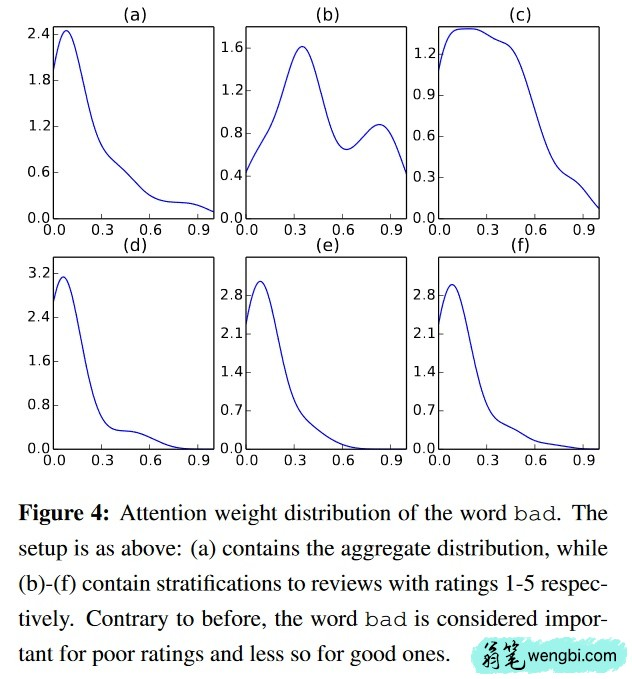 (a) (b) (c)
2.4 1.6 1.2
1.8 1.2 0.9
1.2 0.8 0.6
0.6 0.4 0.3
0.0 0.0 0.0
0.0 0.3 0.6 0.9 0.0 0.3 0.6 0.9 0.0 0.3 0.6 0.9
(d) (e) (f)
3.2 2.8 2.8
2.4 2.1 2.1
1.6 1.4 1.4
0.8 0.7 0.7
0.0 0.0 0.0
0.0 0.3 0.6 0.9 0.0 0.3 0.6 0.9 0.0 0.3 0.6 0.9
Figure 4: Attention weight distribution of the word bad. The
setup is as above: (a) contains the aggregate distribution, while
(b)-(f) contain stratifications to reviews with ratings 1-5 respec-
tively. Contrary to before, the word bad is considered impor-
tant for poor ratings and less so for good ones.
翁笔 wengbi.com